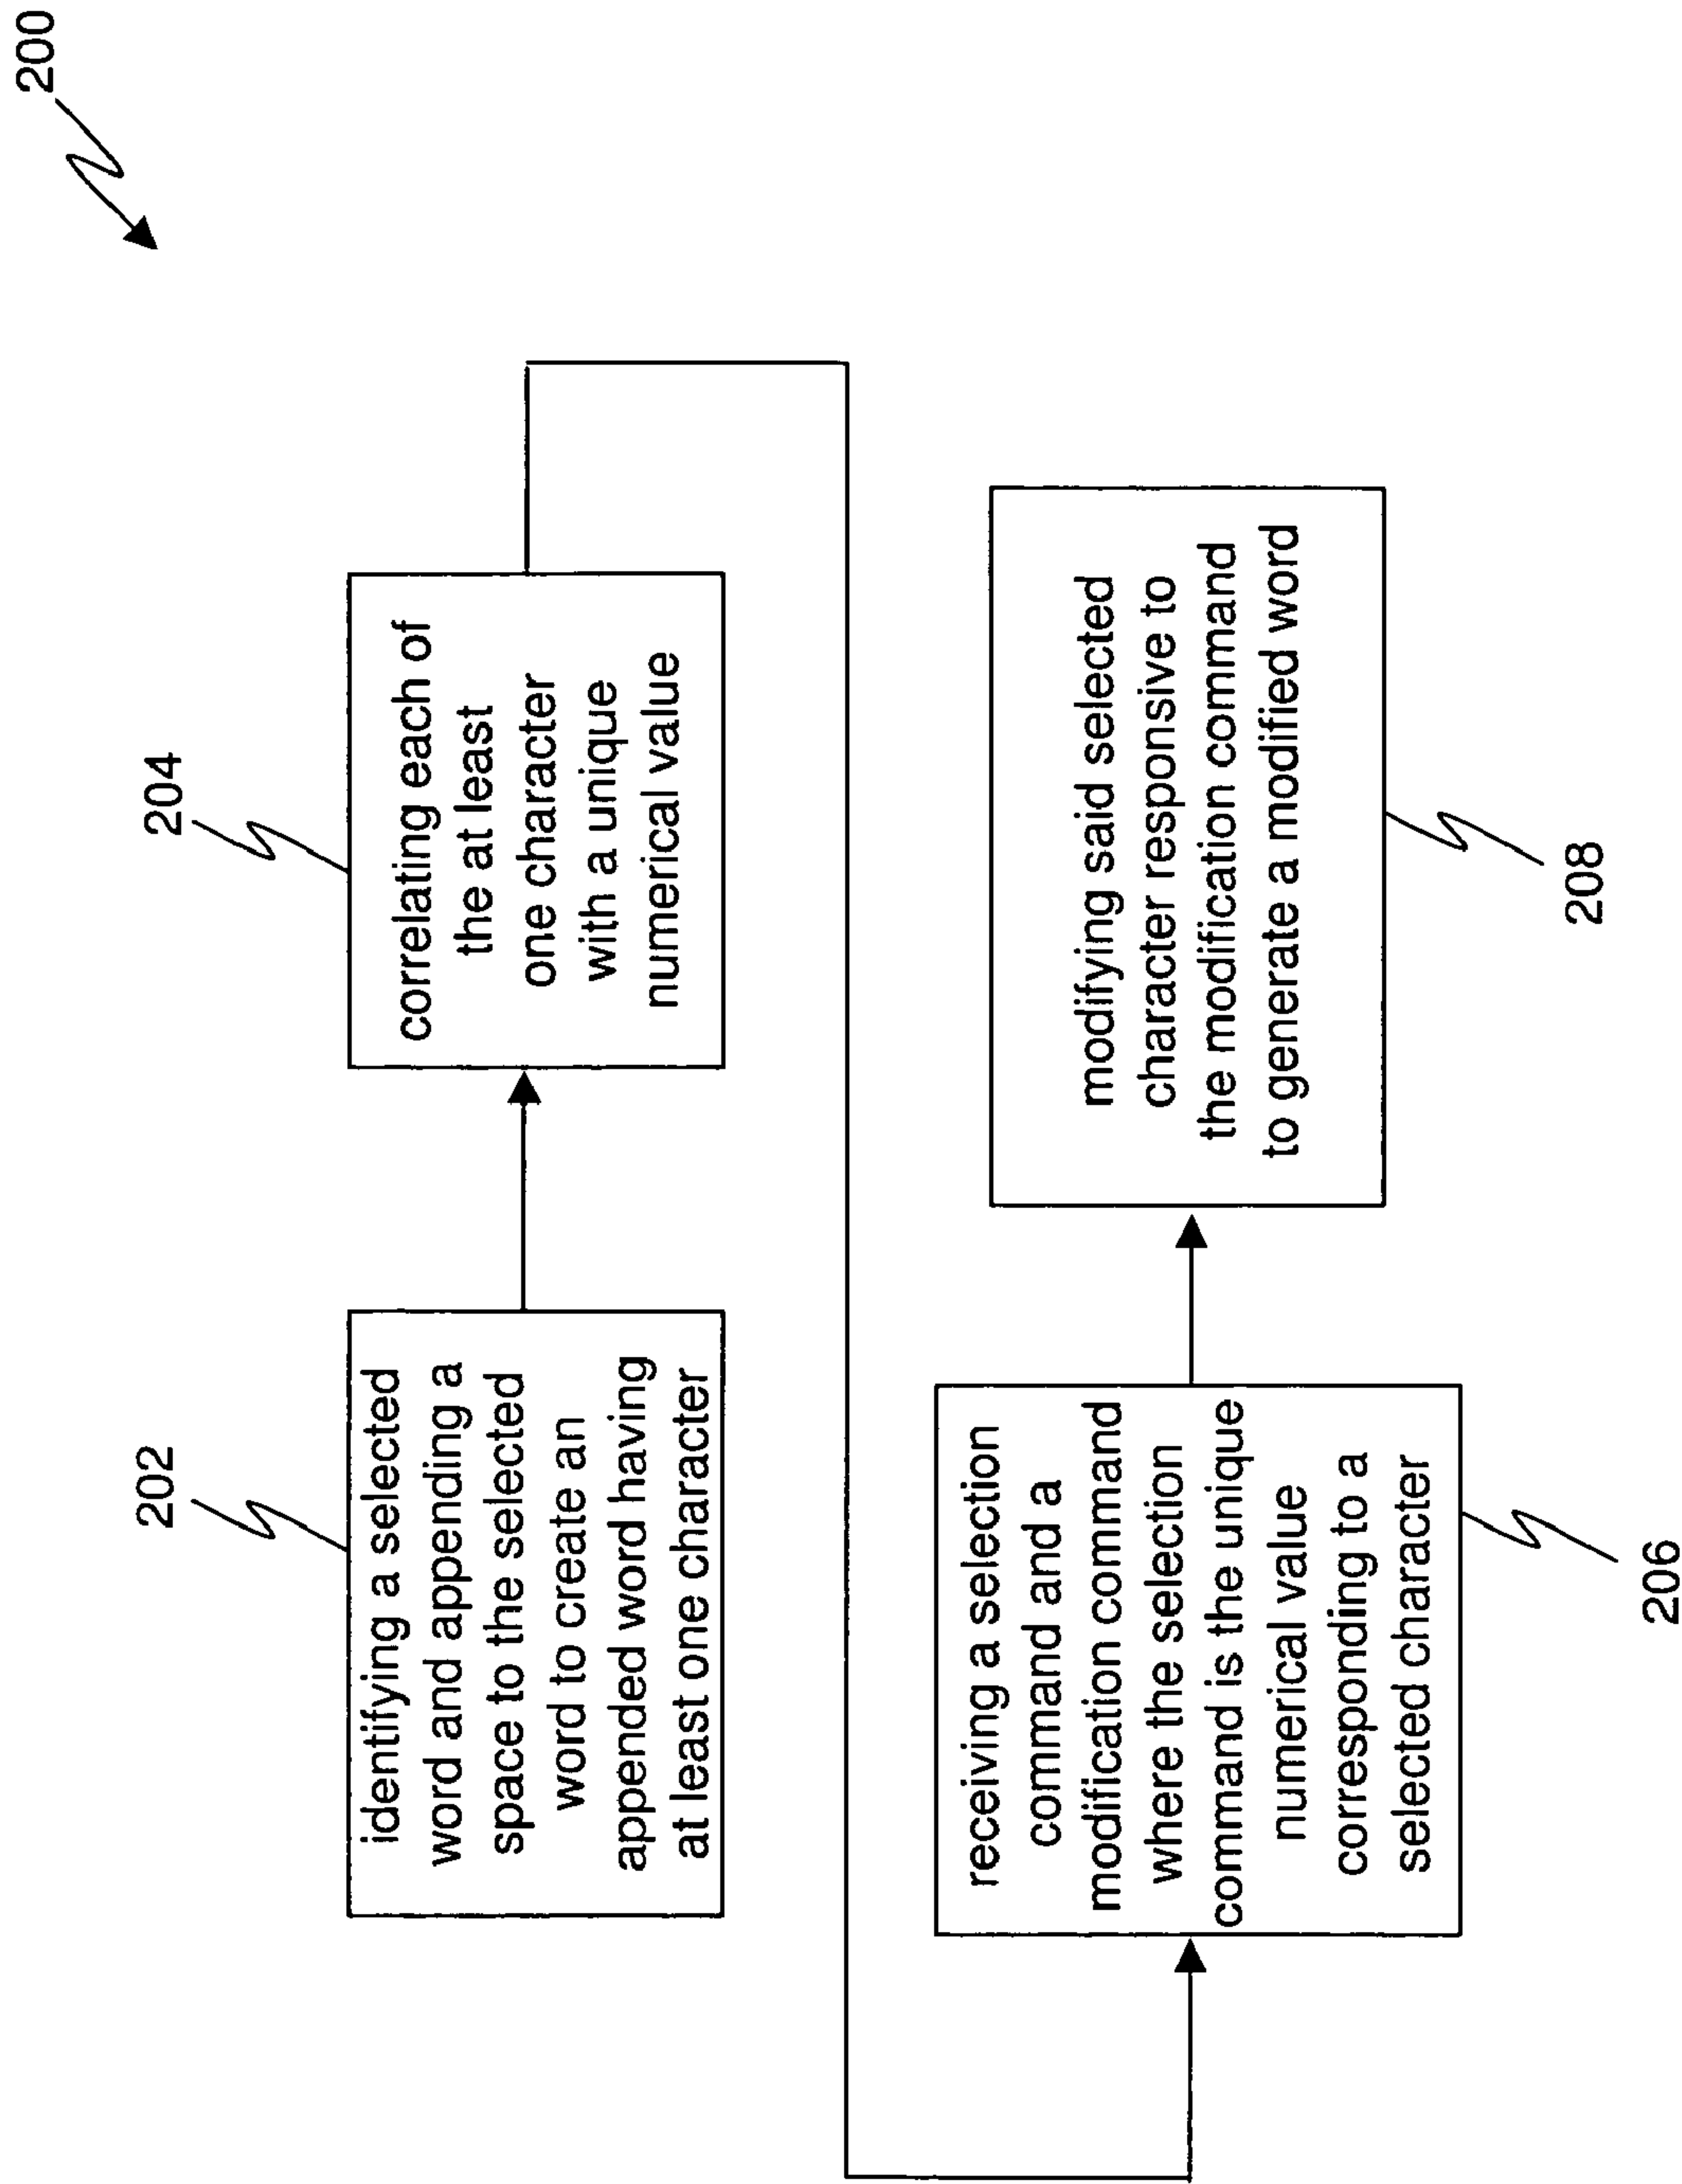 200
202
identifying a selected
word and appending a
space to the selected
word to create an
appended word having
at least one character
204
correlating each of
the at least
one character
with a unique
numerical value
206
receiving a selection
command and a
modification command
where the selection
command is the unique
numerical value
corresponding to a
selected character
208
modifying said selected
character responsive to
the modification command
to generate a modified word